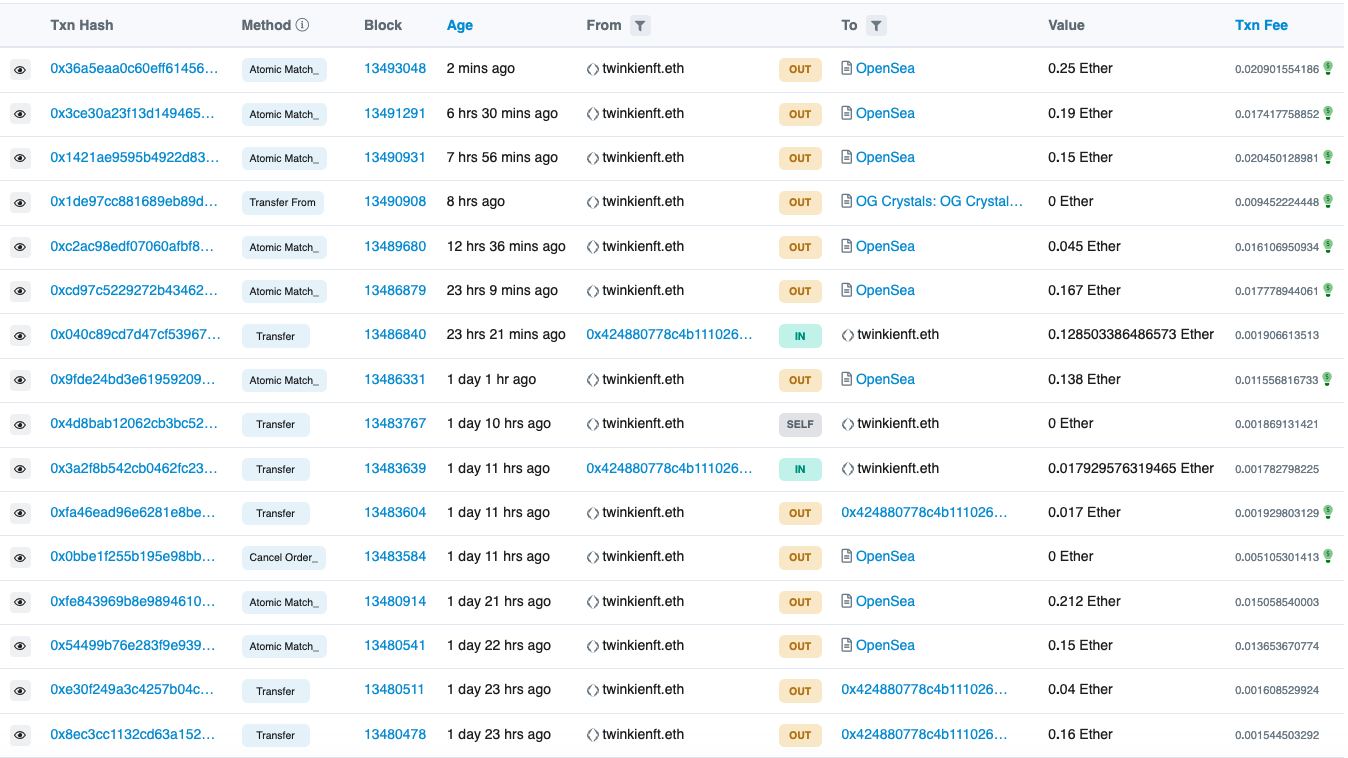 Txn Hash Method Block Age From To Value Txn Fee
0x36a5eaa0c60eff61456... Atomic Match_ 13493048 2 mins ago twinkienft.eth OUT OpenSea 0.25 Ether 0.020901554186
0x3ce30a23f13d149465... Atomic Match_ 13491291 6 hrs 30 mins ago twinkienft.eth OUT OpenSea 0.19 Ether 0.017417758852
0x1421ae9595b4922d83... Atomic Match_ 13490931 7 hrs 56 mins ago twinkienft.eth OUT OpenSea 0.15 Ether 0.020450128981
0x1de97cc881689eb89d... Transfer From 13490908 8 hrs ago twinkienft.eth OUT OG Crystals: OG Crystal... 0 Ether 0.009452224448
0xc2ac98edf07060afbf8... Atomic Match_ 13489680 12 hrs 36 mins ago twinkienft.eth OUT OpenSea 0.045 Ether 0.016106950934
0xcd97c5229272b43462... Atomic Match_ 13486879 23 hrs 9 mins ago twinkienft.eth OUT OpenSea 0.167 Ether 0.017778944061
0x040c89cd7d47cf53967... Transfer 13486840 23 hrs 21 mins ago 0x424880778c4b111026... IN twinkienft.eth 0.128503386486573 Ether 0.001906613513
0x9fde24bd3e61959209... Atomic Match_ 13486331 1 day 1 hr ago twinkienft.eth OUT OpenSea 0.138 Ether 0.011556816733
0x4d8bab12062cb3bc52... Transfer 13483767 1 day 10 hrs ago twinkienft.eth SELF twinkienft.eth 0 Ether 0.001869131421
0x3a2f8b542cb0462fc23... Transfer 13483639 1 day 11 hrs ago 0x424880778c4b111026... IN twinkienft.eth 0.017929576319465 Ether 0.001782798225
0xfa46ead96e6281e8be... Transfer 13483604 1 day 11 hrs ago twinkienft.eth OUT 0x424880778c4b111026... 0.017 Ether 0.001929803129
0x0bbe1f255b195e98bb... Cancel Order_ 13483584 1 day 11 hrs ago twinkienft.eth OUT OpenSea 0 Ether 0.005105301413
0xfe843969b8e9894610... Atomic Match_ 13480914 1 day 21 hrs ago twinkienft.eth OUT OpenSea 0.212 Ether 0.015058540003
0x54499b76e283f9e939... Atomic Match_ 13480541 1 day 22 hrs ago twinkienft.eth OUT OpenSea 0.15 Ether 0.013653670774
0xe30f249a3c4257b04c... Transfer 13480511 1 day 23 hrs ago twinkienft.eth OUT 0x424880778c4b111026... 0.04 Ether 0.001608529924
0x8ec3cc1132cd63a152... Transfer 13480478 1 day 23 hrs ago twinkienft.eth OUT 0x424880778c4b111026... 0.16 Ether 0.001544503292